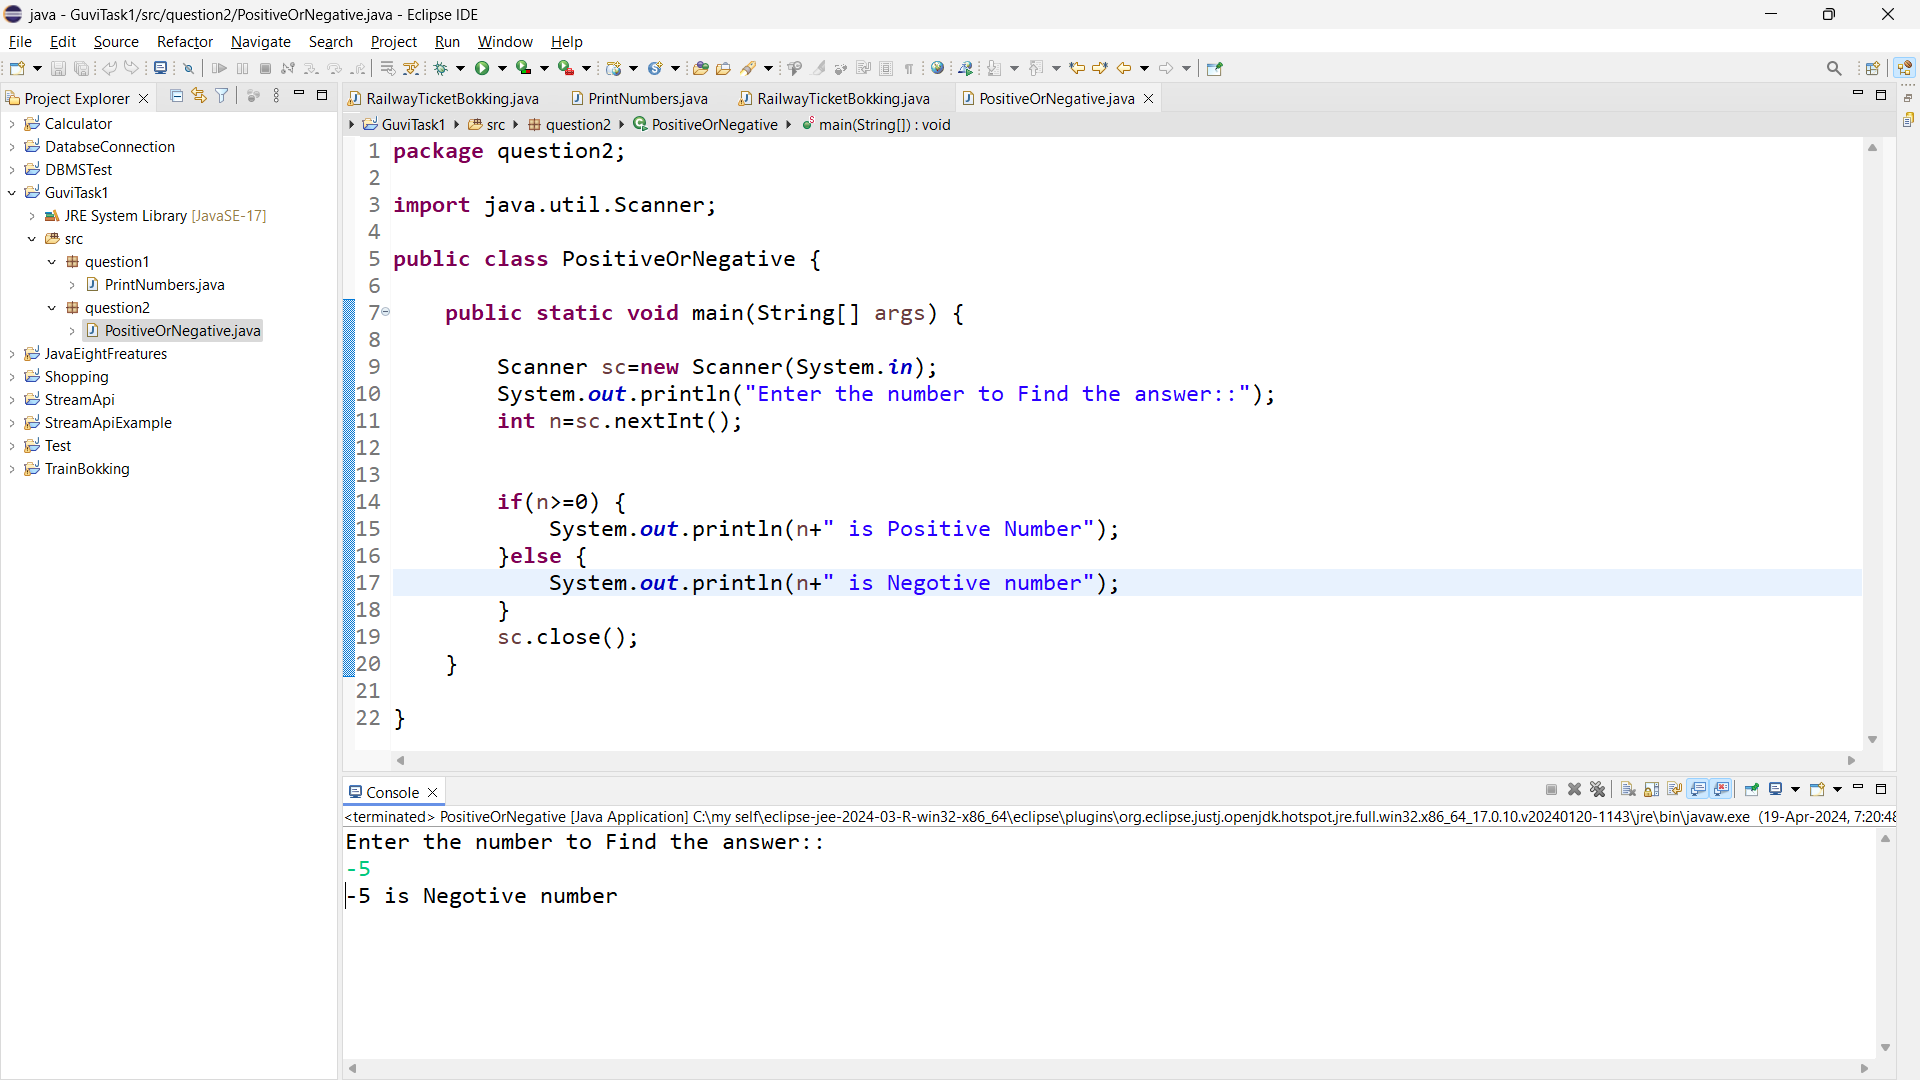 java - GuviTask1/src/question2/PositiveOrNegative.java - Eclipse IDE
File Edit Source Refactor Navigate Search Project Run Window Help
Project Explorer
RailwayTicketBokking.java PrintNumbers.java RailwayTicketBokking.java PositiveOrNegative.java
GuviTask1 src question2 PositiveOrNegative main(String[]) : void
Calculator
DatabseConnection
DBMSTest
GuviTask1
JRE System Library [JavaSE-17]
src
question1
PrintNumbers.java
question2
PositiveOrNegative.java
JavaEightFreatures
Shopping
StreamApi
StreamApiExample
Test
TrainBokking
1 package question2;
2
3 import java.util.Scanner;
4
5 public class PositiveOrNegative {
6
7 public static void main(String[] args) {
8
9 Scanner sc=new Scanner(System.in);
10 System.out.println("Enter the number to Find the answer::");
11 int n=sc.nextInt();
12
13
14 if(n>=0) {
15 System.out.println(n+" is Positive Number");
16 }else {
17 System.out.println(n+" is Negotive number");
18 }
19 sc.close();
20 }
21
22 }
Console
<terminated> PositiveOrNegative [Java Application] C:\my self\eclipse-jee-2024-03-R-win32-x86_64\eclipse\plugins\org.eclipse.justj.openjdk.hotspot.jre.full.win32.x86_64_17.0.10.v20240120-1143\jre\bin\javaw.exe (19-Apr-2024, 7:20:48
Enter the number to Find the answer::
-5
-5 is Negotive number